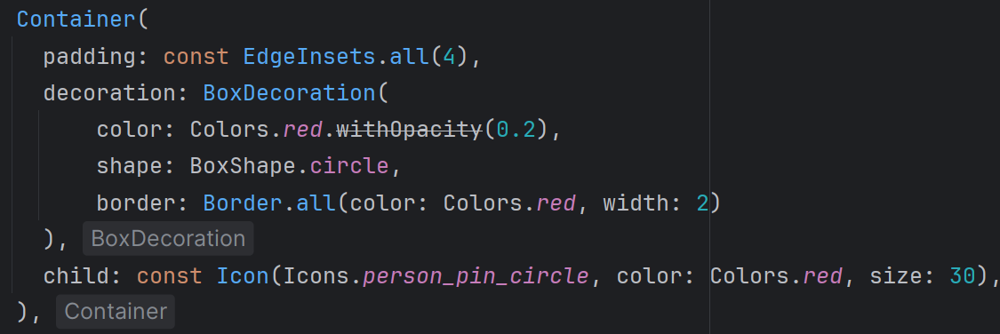 Container(
padding: const EdgeInsets.all(4),
decoration: BoxDecoration(
color: Colors.red.withOpacity(0.2),
shape: BoxShape.circle,
border: Border.all(color: Colors.red, width: 2)
), BoxDecoration
child: const Icon(Icons.person_pin_circle, color: Colors.red, size: 30),
), Container